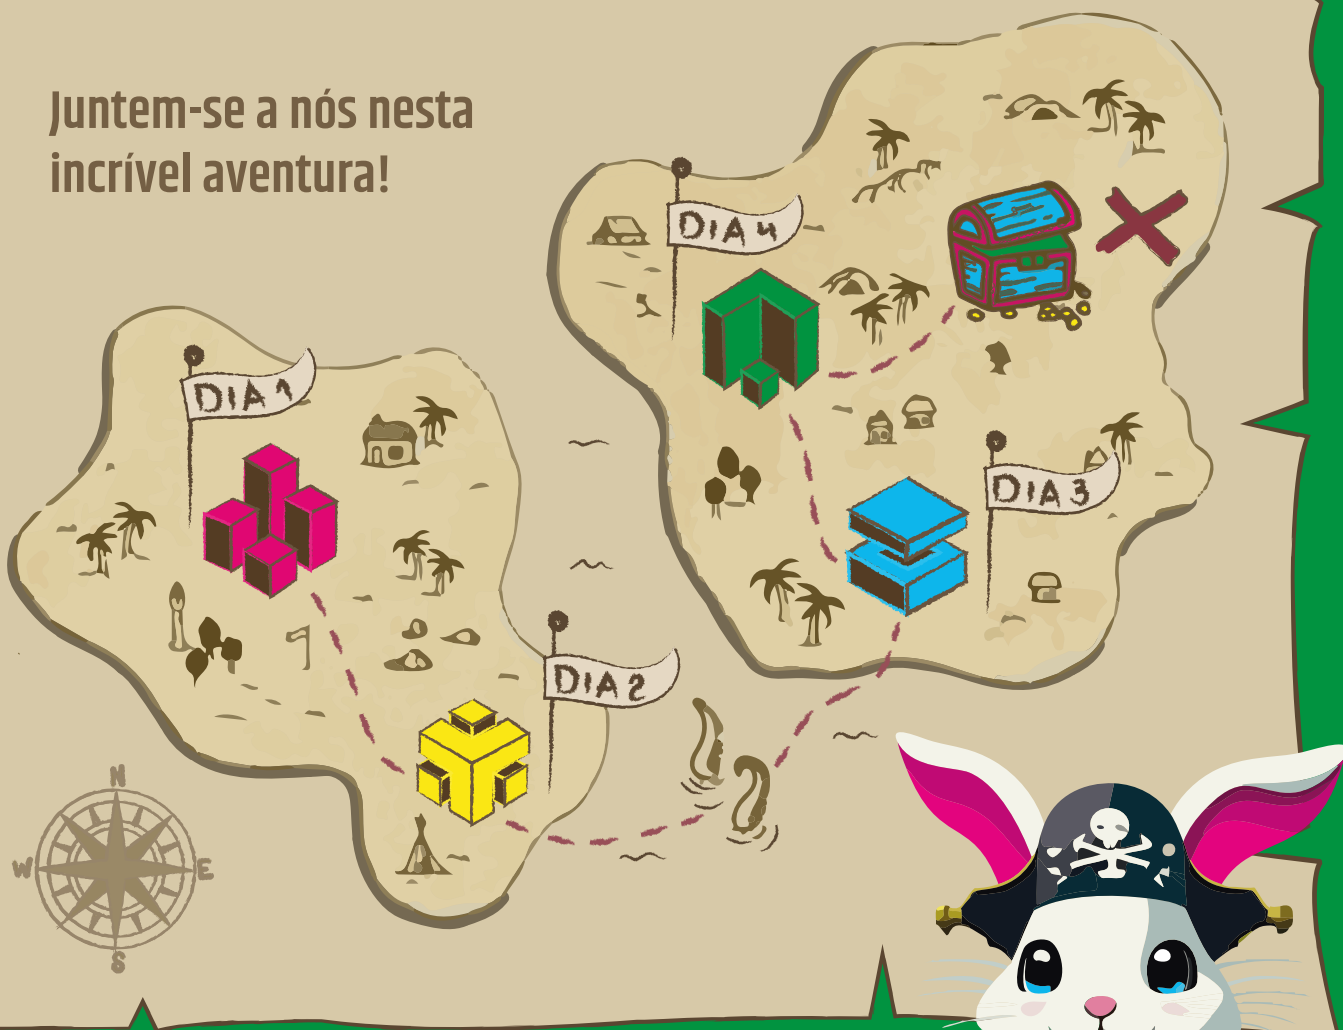 Juntem-se a nós nesta
incrível aventura!
DIA 4
DIA 1
DIA 3
DIA 2
N
W
E
S